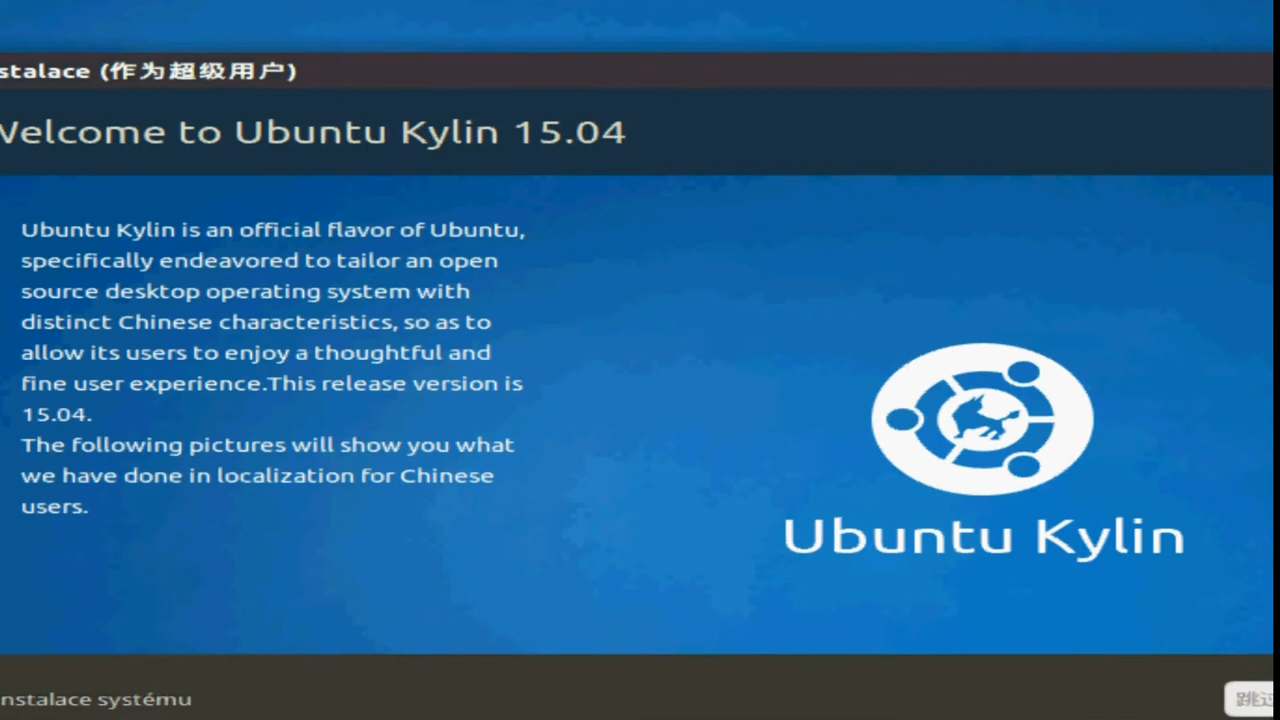 stalace (作为超级用户)
Welcome to Ubuntu Kylin 15.04
Ubuntu Kylin is an official flavor of Ubuntu,
specifically endeavored to tailor an open
source desktop operating system with
distinct Chinese characteristics, so as to
allow its users to enjoy a thoughtful and
fine user experience.This release version is
15.04.
The following pictures will show you what
we have done in localization for Chinese
users.
Ubuntu Kylin
nstalace systému
跳过